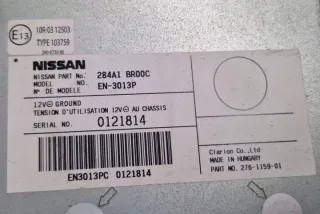 E13
10R-03 12503
TYPE 103759
NISSAN
NISSAN PART No. 284A1 BR00C
MODEL NO. EN-3013P
N° DE MODELE
12V⎓ GROUND
TENSION D'UTILISATION 12V⎓ AU CHASSIS
SERIAL NO. 0121814
EN3013PC 0121814
Clarion Co.,Ltd
MADE IN HUNGARY
PART NO. 276-1159-01